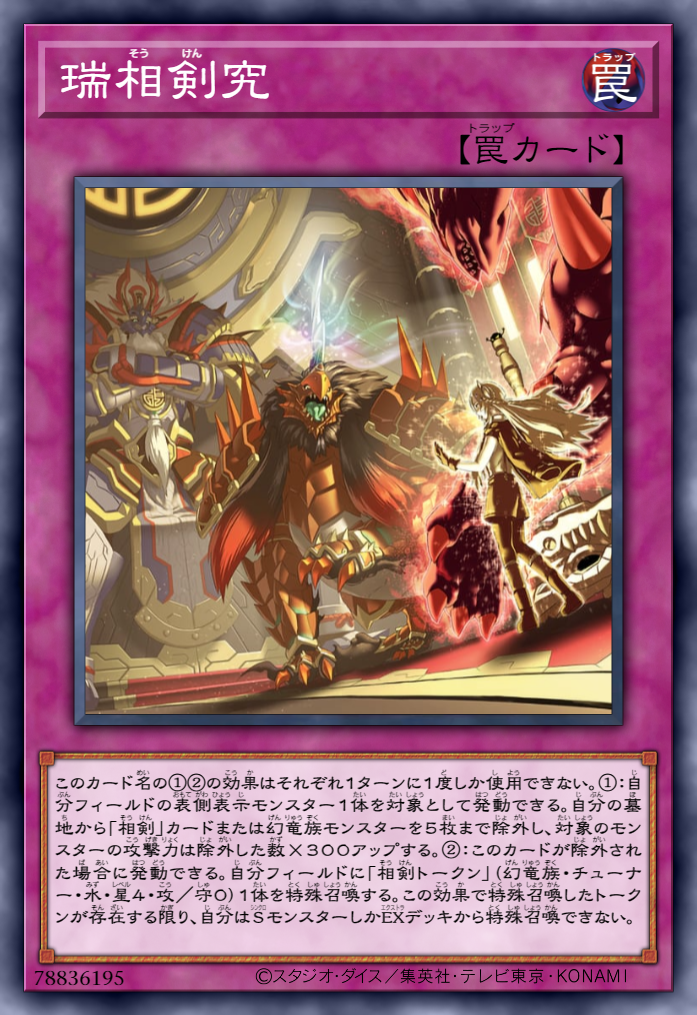 瑞相剣究
罠
【罠カード】
このカード名の①②の効果はそれぞれ1ターンに1度しか使用できない。①:自
分フィールドの表側表示モンスター1体を対象として発動できる。自分の墓
地から「相剣」カードまたは幻竜族モンスターを5枚まで除外し、対象のモン
スターの攻撃力は除外した数×300アップする。②:このカードが除外され
た場合に発動できる。自分フィールドに「相剣トークン」(幻竜族・チューナ
ー・水・星4・攻/守0)1体を特殊召喚する。この効果で特殊召喚したトーク
ンが存在する限り、自分はSモンスターしかEXデッキから特殊召喚できない。
78836195 ©スタジオ・ダイス/集英社・テレビ東京・KONAMI